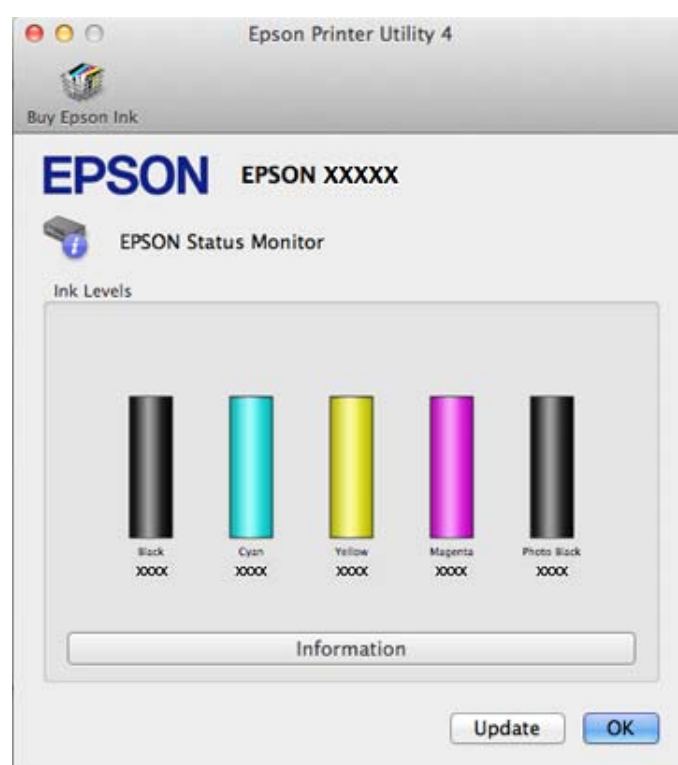 Epson Printer Utility 4
Buy Epson Ink
EPSON EPSON XXXXX
EPSON Status Monitor
Ink Levels
Black Cyan Yellow Magenta Photo Black
XXXX XXXX XXXX XXXX XXXX
Information
Update OK